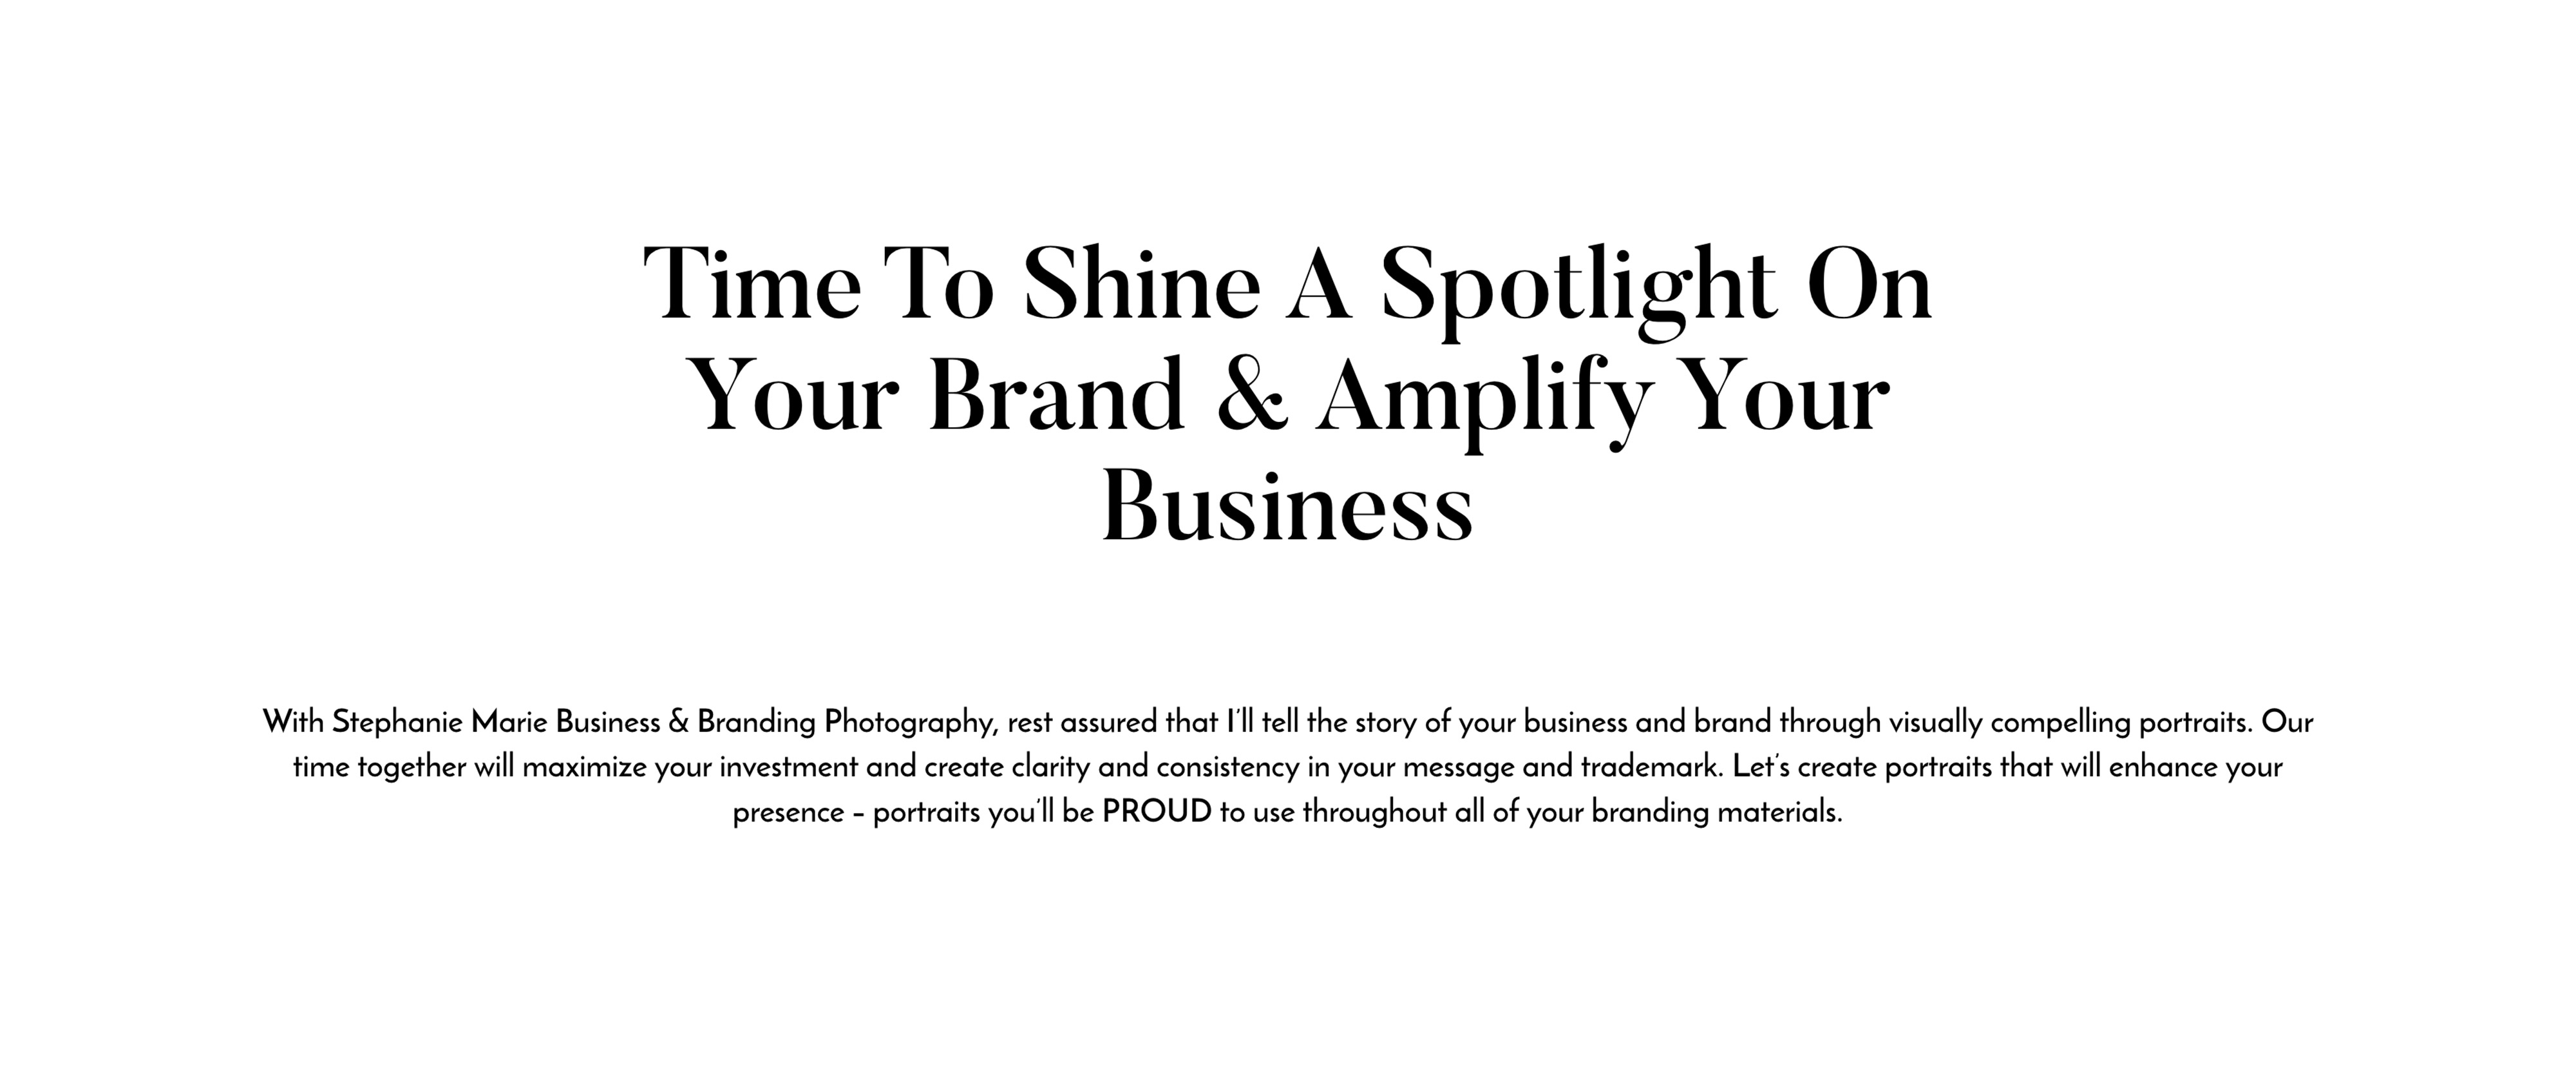 Time To Shine A Spotlight On
Your Brand & Amplify Your
Business
With Stephanie Marie Business & Branding Photography, rest assured that I'll tell the story of your business and brand through visually compelling portraits. Our
time together will maximize your investment and create clarity and consistency in your message and trademark. Let's create portraits that will enhance your
presence – portraits you'll be PROUD to use throughout all of your branding materials.